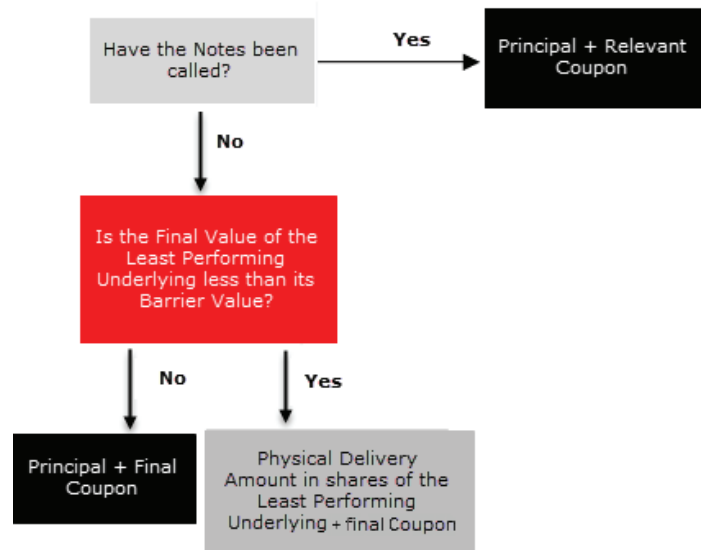 Have the Notes been
called?
Yes
Principal + Relevant
Coupon
No
Is the Final Value of the
Least Performing
Underlying less than its
Barrier Value?
No
Yes
Principal + Final
Coupon
Physical Delivery
Amount in shares of the
Least Performing
Underlying + final Coupon